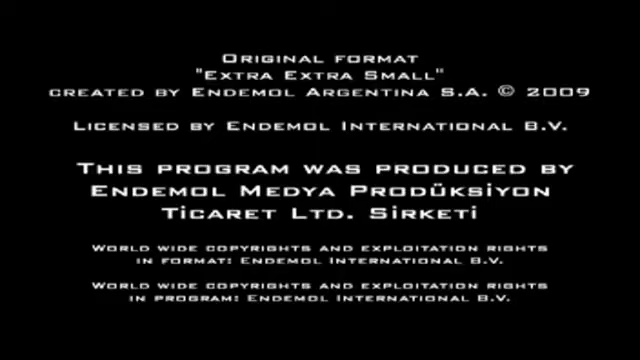 Original format
"Extra Extra Small"
created by Endemol Argentina S.A. © 2009
Licensed by Endemol International B.V.
This program was produced by
Endemol Medya Prodüksiyon
Ticaret Ltd. Sirketi
World wide copyrights and exploitation rights
in format: Endemol International B.V.
World wide copyrights and exploitation rights
in program: Endemol International B.V.